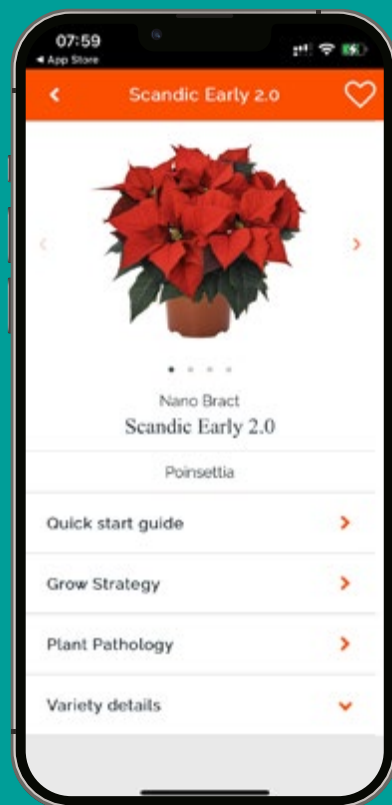 07:59
◀ App Store
Scandic Early 2.0
Nano Bract
Scandic Early 2.0
Poinsettia
Quick start guide
Grow Strategy
Plant Pathology
Variety details